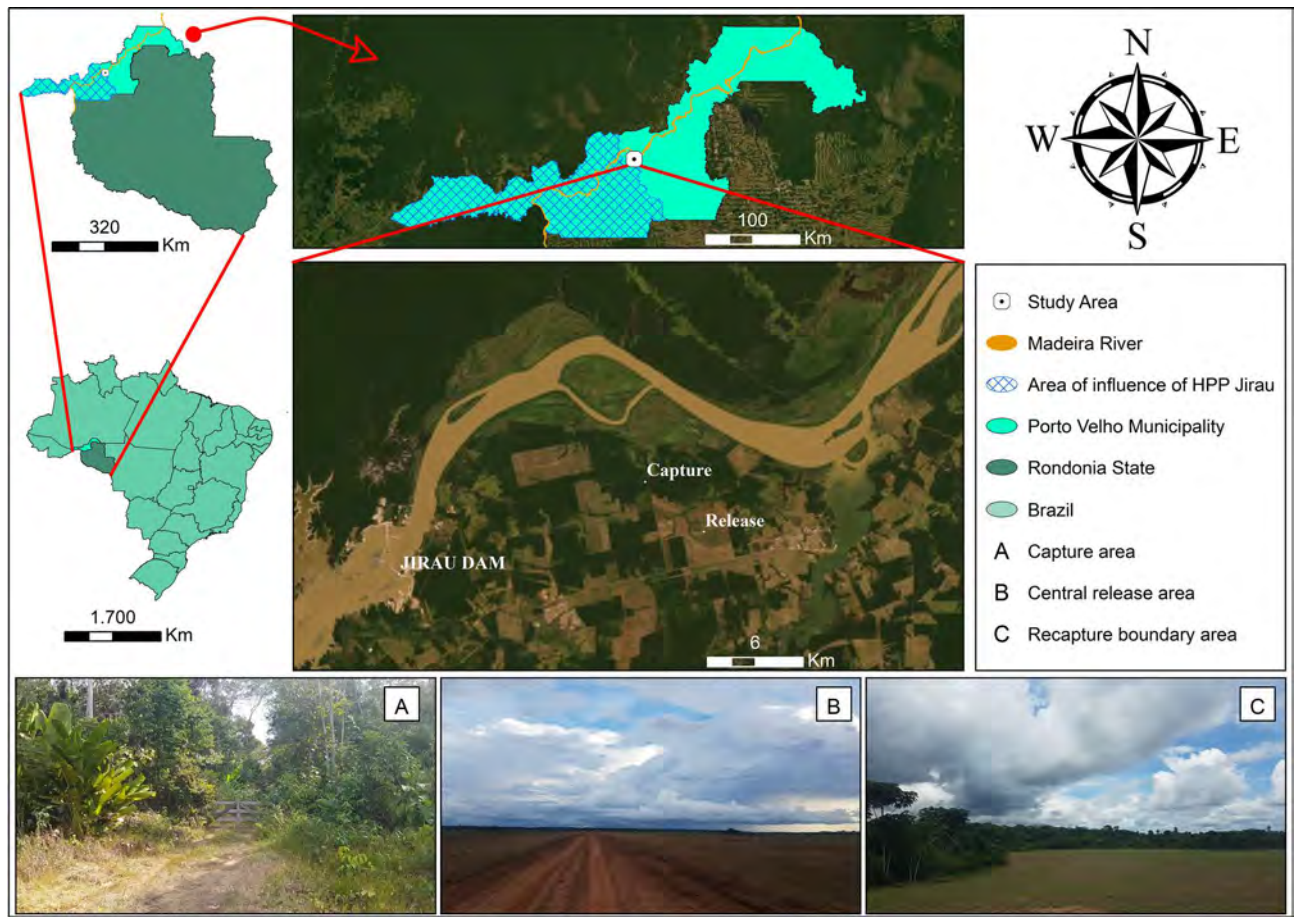 320
Km
100
Km
N
W
E
S
Capture
Release
JIRAU DAM
6
Km
1.700
Km
Study Area
Madeira River
Area of influence of HPP Jirau
Porto Velho Municipality
Rondonia State
Brazil
A Capture area
B Central release area
C Recapture boundary area
A
B
C